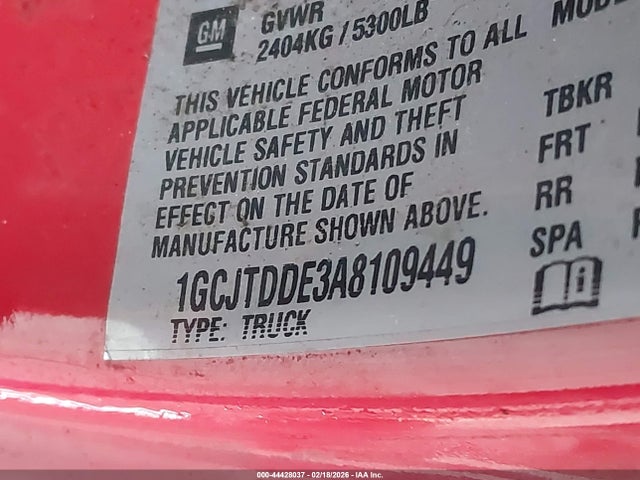 GM
GVWR
2404KG / 5300LB
THIS VEHICLE CONFORMS TO ALL
APPLICABLE FEDERAL MOTOR
VEHICLE SAFETY AND THEFT
PREVENTION STANDARDS IN
EFFECT ON THE DATE OF
MANUFACTURE SHOWN ABOVE.
1GCJTDDE3A8109449
TYPE: TRUCK
TBKR
FRT
RR
SPA
000-44428037 - 02/18/2026 - IAA Inc.